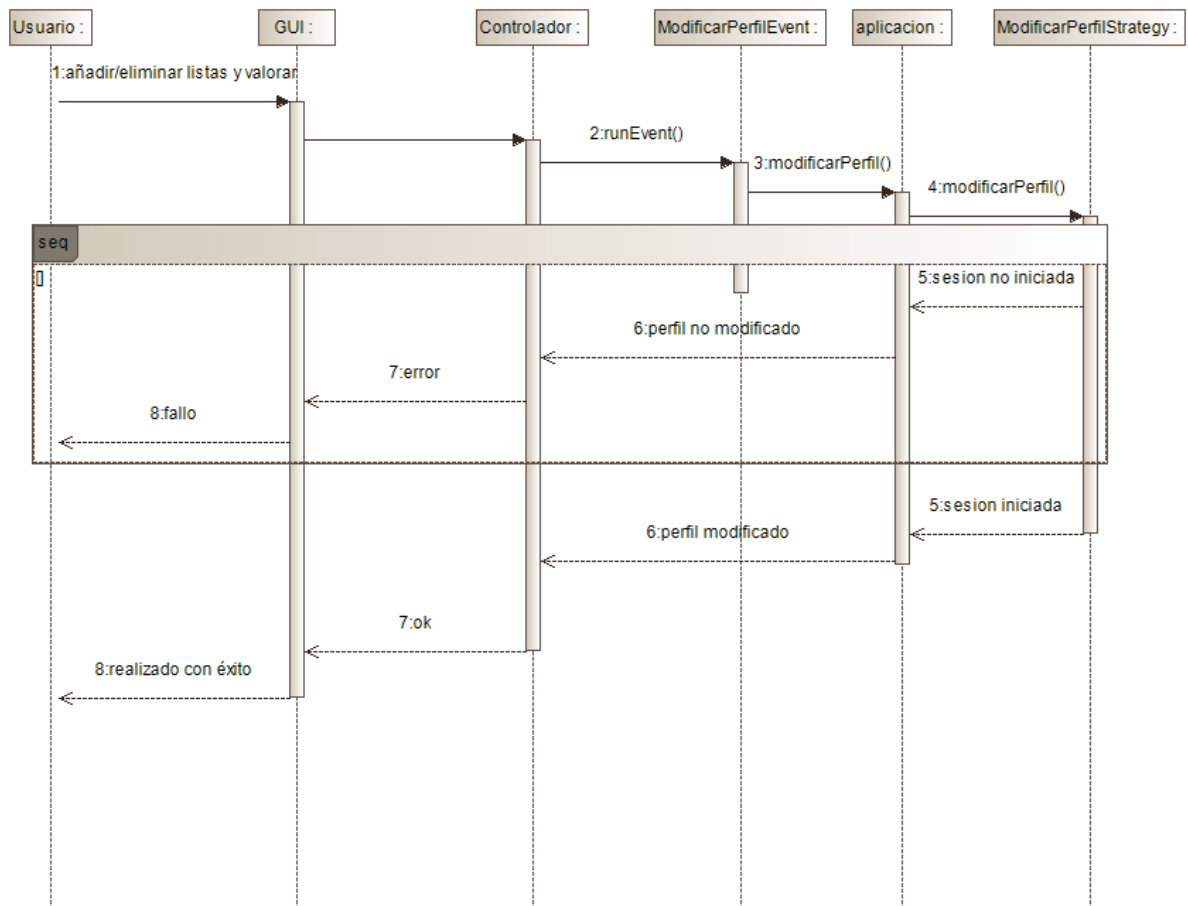 Usuario :
GUI :
Controlador :
ModificarPerfilEvent :
aplicacion :
ModificarPerfilStrategy :
1:añadir/eliminar listas y valorar
2:runEvent()
3:modificarPerfil()
4:modificarPerfil()
seq
[]
5:sesion no iniciada
6:perfil no modificado
7:error
8:fallo
5:sesion iniciada
6:perfil modificado
7:ok
8:realizado con éxito